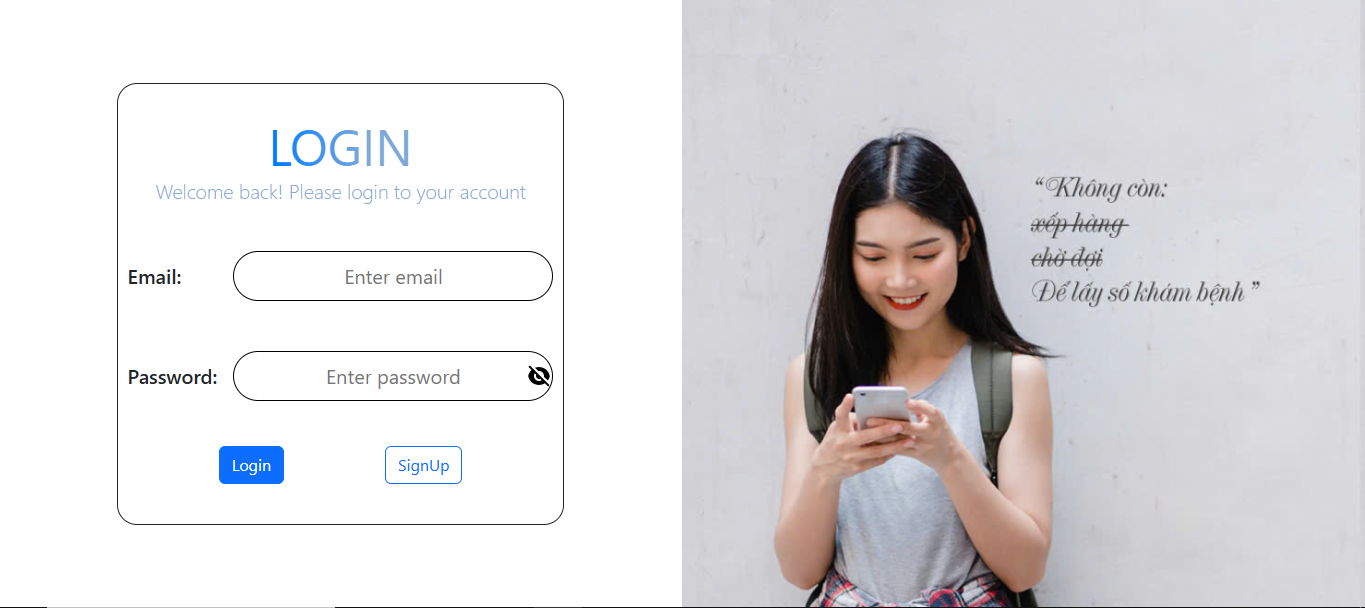 LOGIN
Welcome back! Please login to your account
Email:
Enter email
Password:
Enter password
Login
SignUp
“Không còn:
xếp hàng
chờ đợi
Để lấy số khám bệnh”